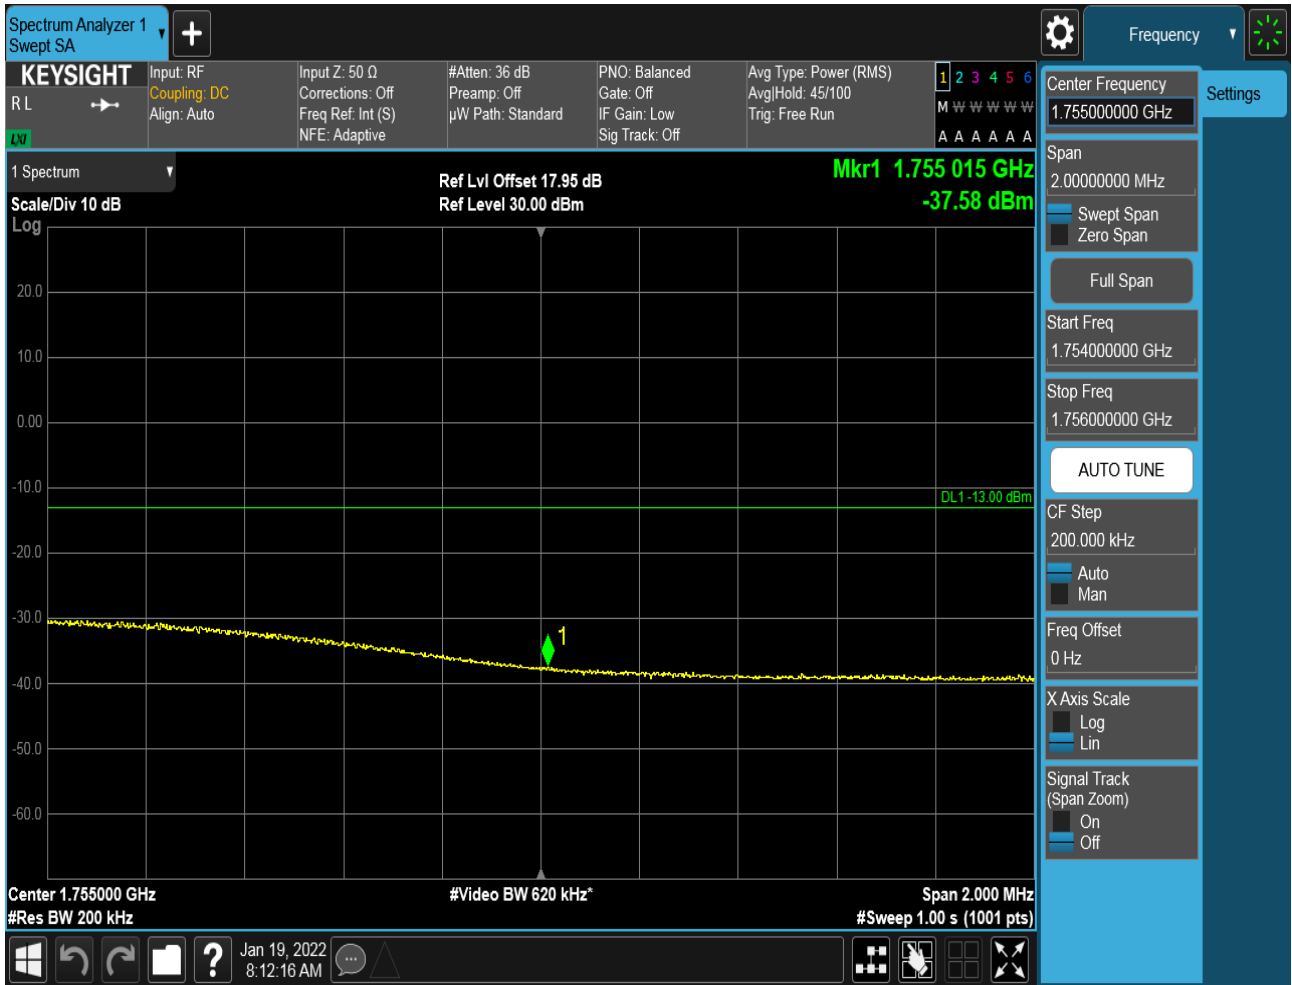 Spectrum Analyzer 1
Swept SA
+
Frequency
KEYSIGHT
R L
LXI
Input: RF
Coupling: DC
Align: Auto
Input Z: 50 Ω
Corrections: Off
Freq Ref: Int (S)
NFE: Adaptive
#Atten: 36 dB
Preamp: Off
µW Path: Standard
PNO: Balanced
Gate: Off
IF Gain: Low
Sig Track: Off
Avg Type: Power (RMS)
Avg|Hold: 45/100
Trig: Free Run
1 2 3 4 5 6
M W W W W W
A A A A A A
1 Spectrum
Scale/Div 10 dB
Log
Ref Lvl Offset 17.95 dB
Ref Level 30.00 dBm
Mkr1 1.755 015 GHz
-37.58 dBm
20.0
10.0
0.00
-10.0
DL1 -13.00 dBm
-20.0
-30.0
1
-40.0
-50.0
-60.0
Center 1.755000 GHz
#Res BW 200 kHz
#Video BW 620 kHz*
Span 2.000 MHz
#Sweep 1.00 s (1001 pts)
?
Jan 19, 2022
8:12:16 AM
Center Frequency
1.755000000 GHz
Settings
Span
2.00000000 MHz
Swept Span
Zero Span
Full Span
Start Freq
1.754000000 GHz
Stop Freq
1.756000000 GHz
AUTO TUNE
CF Step
200.000 kHz
Auto
Man
Freq Offset
0 Hz
X Axis Scale
Log
Lin
Signal Track
(Span Zoom)
On
Off